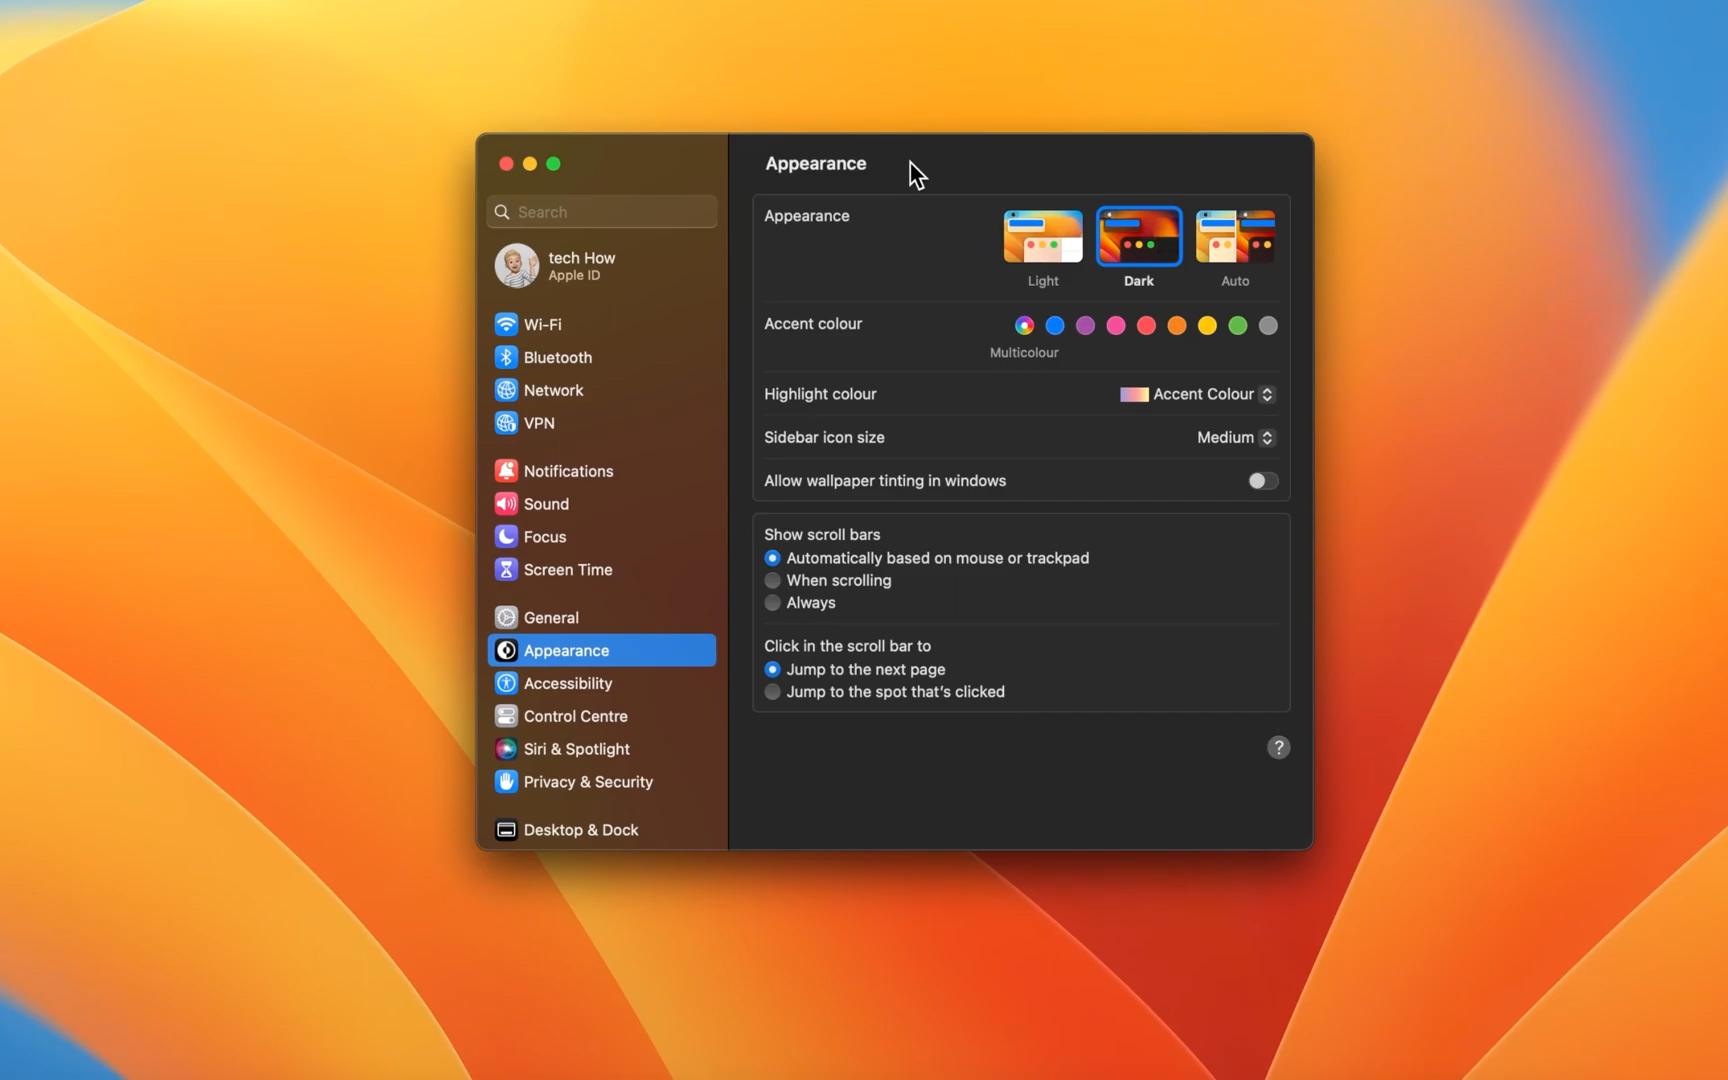 Appearance
Search
tech How
Apple ID
Wi-Fi
Bluetooth
Network
VPN
Notifications
Sound
Focus
Screen Time
General
Appearance
Accessibility
Control Centre
Siri & Spotlight
Privacy & Security
Desktop & Dock
Appearance
Light
Dark
Auto
Accent colour
Multicolour
Highlight colour
Accent Colour
Sidebar icon size
Medium
Allow wallpaper tinting in windows
Show scroll bars
Automatically based on mouse or trackpad
When scrolling
Always
Click in the scroll bar to
Jump to the next page
Jump to the spot that's clicked
?